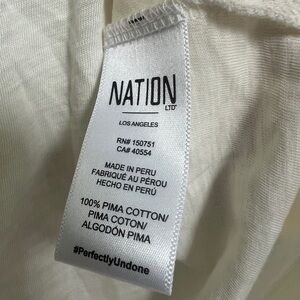 NATION
LTD
LOS ANGELES
RN# 150751
CA# 40554
MADE IN PERU
FABRIQUÉ AU PÉROU
HECHO EN PERÚ
100% PIMA COTTON/
PIMA COTON/
ALGODÓN PIMA
#PerfectlyUndone